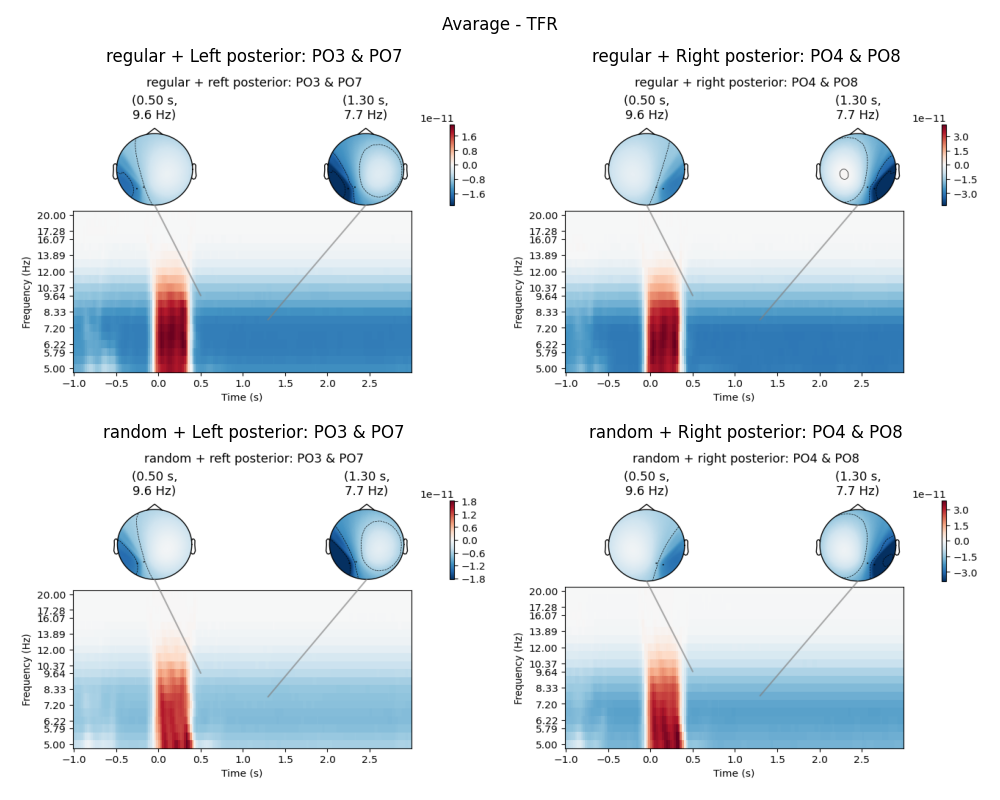 Avarage - TFR
regular + Left posterior: PO3 & PO7
regular + reft posterior: PO3 & PO7
(0.50 s,
9.6 Hz)
(1.30 s,
7.7 Hz)
1e−11
1.6
0.8
0.0
−0.8
−1.6
Frequency (Hz)
20.00
17.28
16.07
13.89
12.00
10.37
9.64
8.33
7.20
6.22
5.79
5.00
−1.0 −0.5 0.0 0.5 1.0 1.5 2.0 2.5
Time (s)
regular + Right posterior: PO4 & PO8
regular + right posterior: PO4 & PO8
(0.50 s,
9.6 Hz)
(1.30 s,
7.7 Hz)
1e−11
3.0
1.5
0.0
−1.5
−3.0
Frequency (Hz)
20.00
17.28
16.07
13.89
12.00
10.37
9.64
8.33
7.20
6.22
5.79
5.00
−1.0 −0.5 0.0 0.5 1.0 1.5 2.0 2.5
Time (s)
random + Left posterior: PO3 & PO7
random + reft posterior: PO3 & PO7
(0.50 s,
9.6 Hz)
(1.30 s,
7.7 Hz)
1e−11
1.8
1.2
0.6
0.0
−0.6
−1.2
−1.8
Frequency (Hz)
20.00
17.28
16.07
13.89
12.00
10.37
9.64
8.33
7.20
6.22
5.79
5.00
−1.0 −0.5 0.0 0.5 1.0 1.5 2.0 2.5
Time (s)
random + Right posterior: PO4 & PO8
random + right posterior: PO4 & PO8
(0.50 s,
9.6 Hz)
(1.30 s,
7.7 Hz)
1e−11
3.0
1.5
0.0
−1.5
−3.0
Frequency (Hz)
20.00
17.28
16.07
13.89
12.00
10.37
9.64
8.33
7.20
6.22
5.79
5.00
−1.0 −0.5 0.0 0.5 1.0 1.5 2.0 2.5
Time (s)